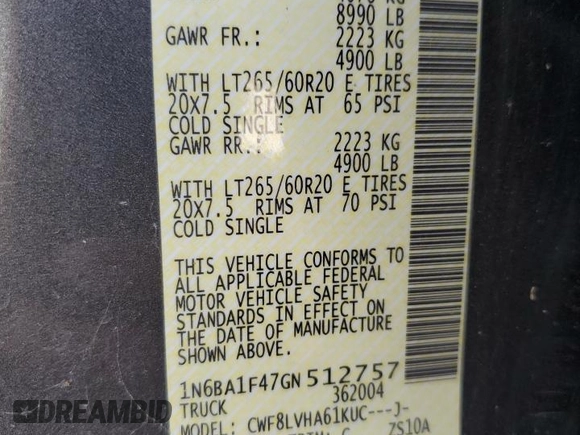 8990 LB
GAWR FR.: 2223 KG
4900 LB
WITH LT265/60R20 E TIRES
20X7.5 RIMS AT 65 PSI
COLD SINGLE
GAWR RR.: 2223 KG
4900 LB
WITH LT265/60R20 E TIRES
20X7.5 RIMS AT 70 PSI
COLD SINGLE
THIS VEHICLE CONFORMS TO
ALL APPLICABLE FEDERAL
MOTOR VEHICLE SAFETY
STANDARDS IN EFFECT ON
THE DATE OF MANUFACTURE
SHOWN ABOVE.
1N6BA1F47GN512757
TRUCK 362004
MODEL: CWF8LVHA61KUC---J-
ZS10A
DREAMBID.COM